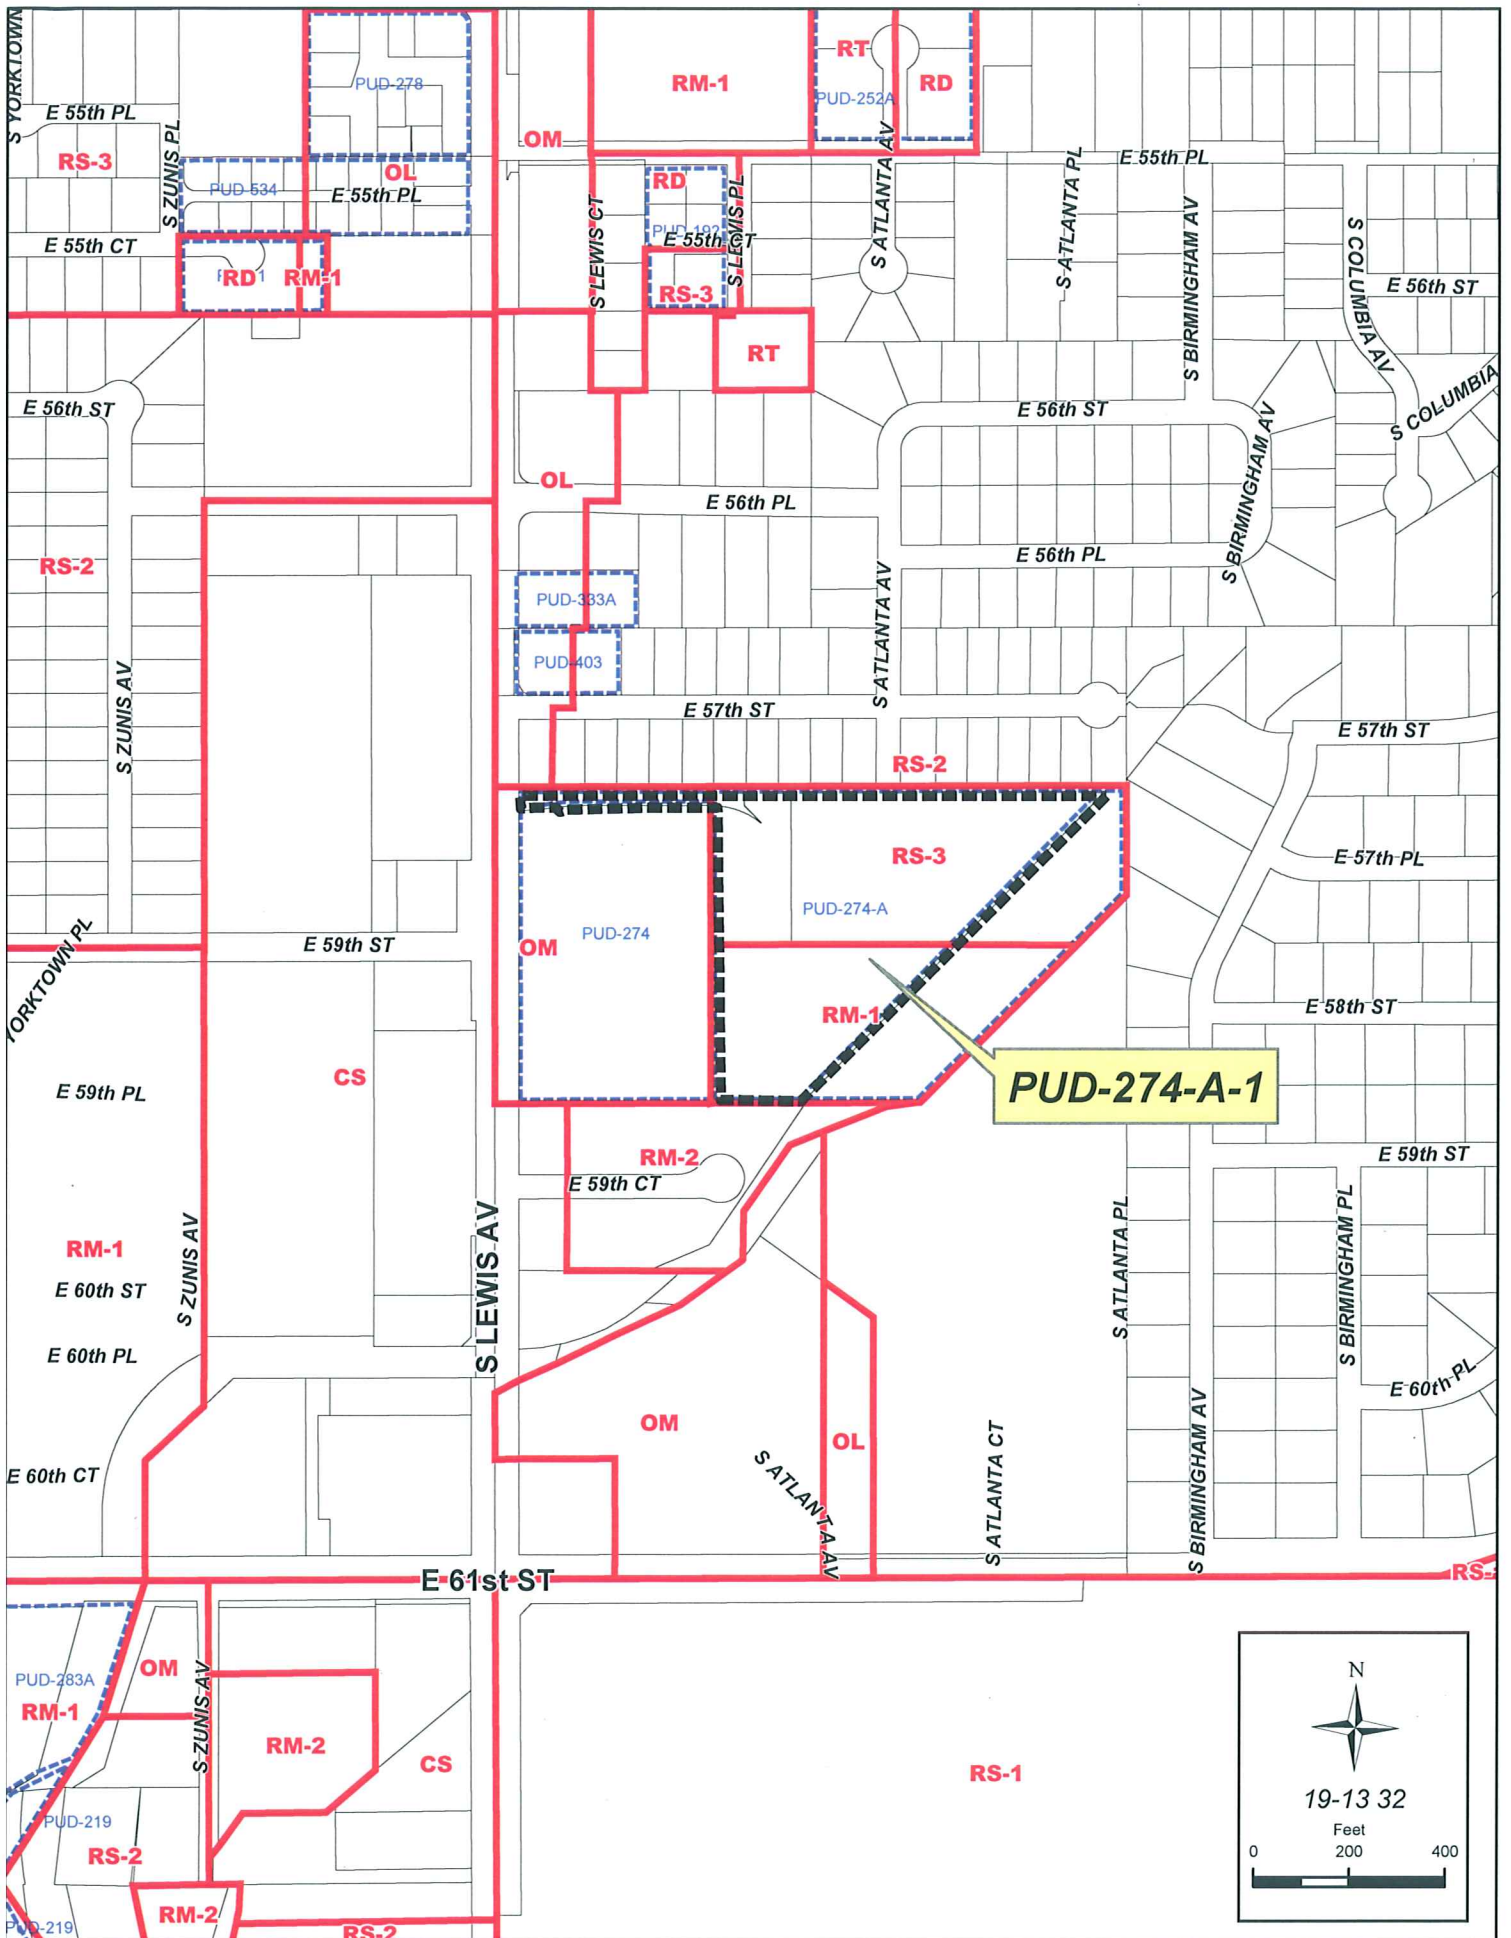 S YORKTOWN
E 55th PL
RS-3
S ZUNIS PL
E 55th CT
PUD-278
PUD-534
OL
E 55th PL
RD
RM-1
OM
RM-1
RT
RD
PUD-252A
S ATLANTA AV
RD
PUD-192
E 55th CT
S LEWIS PL
S LEWIS CT
RS-3
RT
S ATLANTA PL
E 55th PL
S BIRMINGHAM AV
S COLUMBIA AV
E 56th ST
S COLUMBIA
E 56th ST
E 56th ST
OL
E 56th PL
E 56th PL
S BIRMINGHAM AV
RS-2
PUD-333A
PUD-403
S ATLANTA AV
S ZUNIS AV
E 57th ST
E 57th ST
RS-2
RS-3
E 57th PL
PUD-274-A
PUD-274
OM
E 59th ST
YORKTOWN PL
RM-1
E 58th ST
CS
PUD-274-A-1
E 59th PL
RM-2
E 59th CT
E 59th ST
S LEWIS AV
S ATLANTA PL
S BIRMINGHAM PL
RM-1
S ZUNIS AV
E 60th ST
E 60th PL
E 60th PL
OM
OL
S ATLANTA AV
S ATLANTA CT
S BIRMINGHAM AV
E 60th CT
E 61st ST
RS-
PUD-283A
OM
RM-1
S ZUNIS AV
RM-2
CS
RS-1
PUD-219
RS-2
RM-2
RS-2
PUD-219
N
19-13 32
Feet
0 200 400